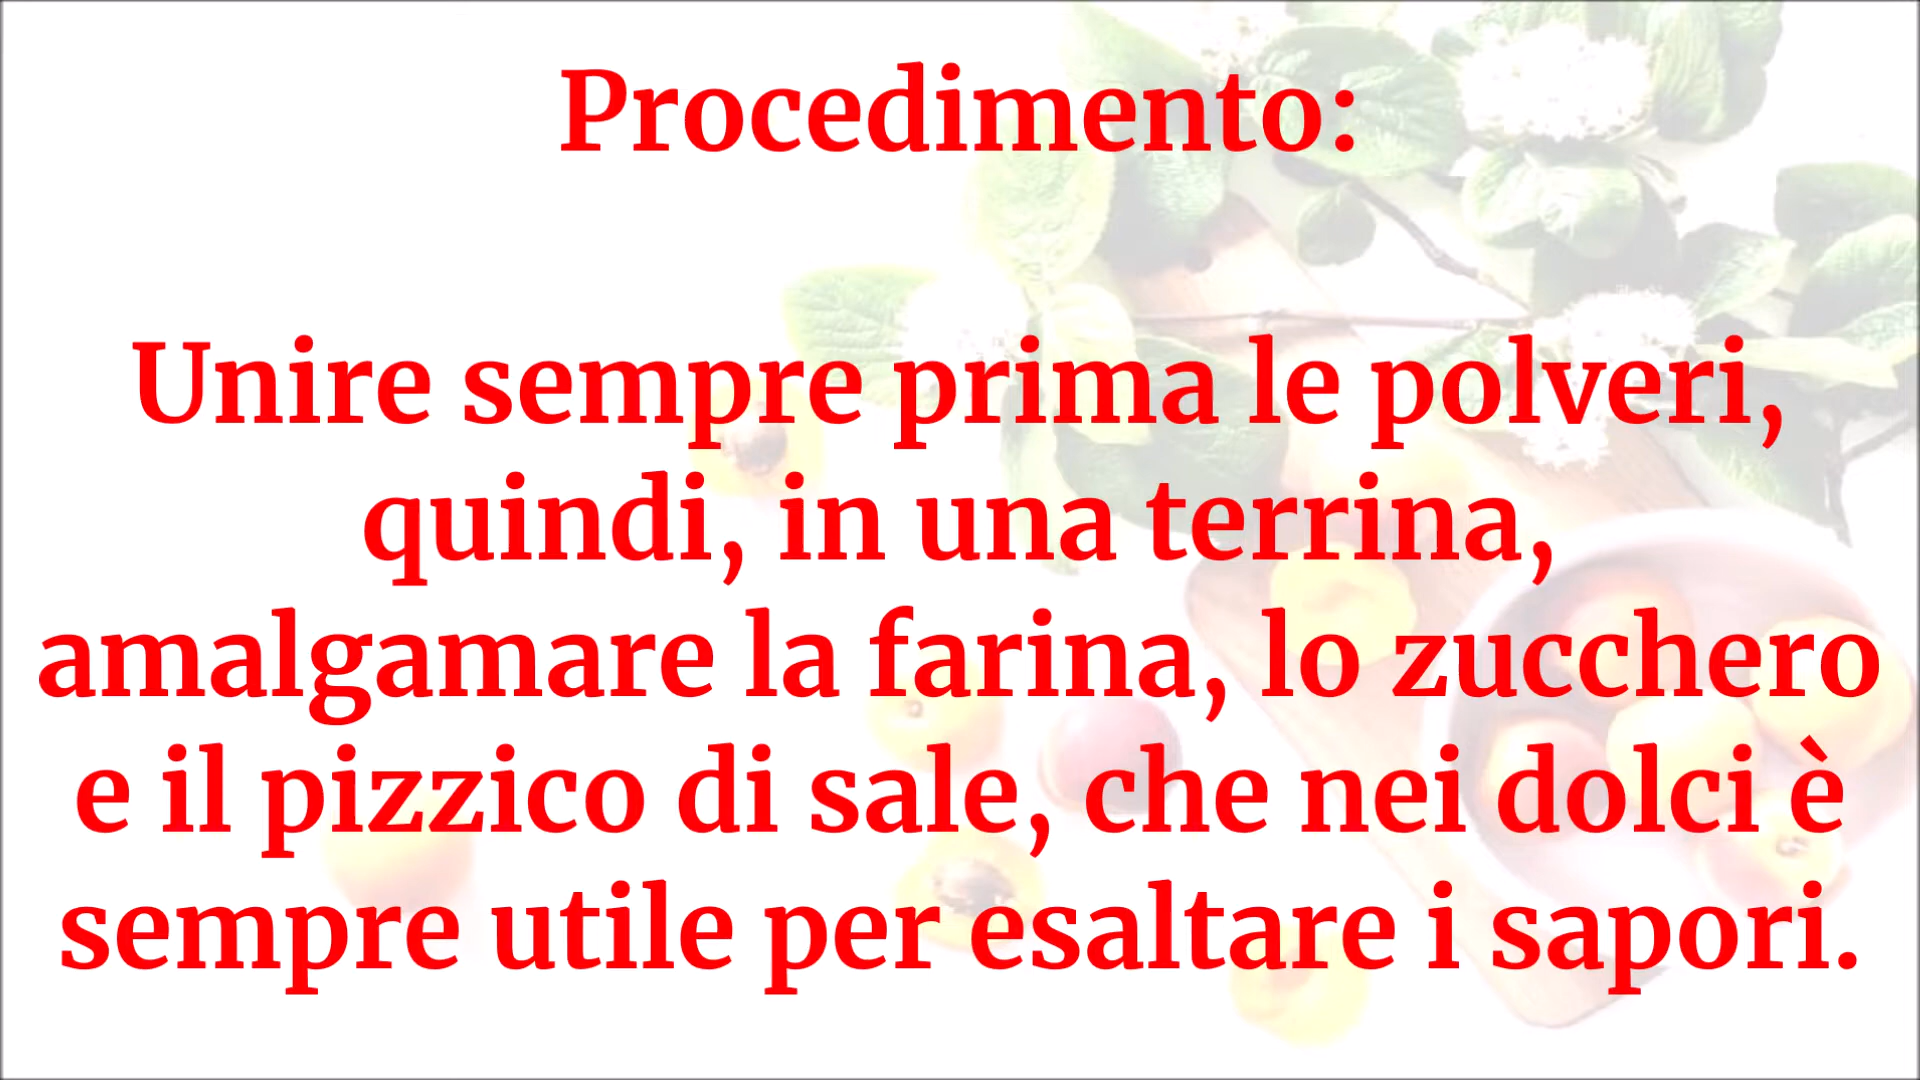 Procedimento:
Unire sempre prima le polveri,
quindi, in una terrina,
amalgamare la farina, lo zucchero
e il pizzico di sale, che nei dolci è
sempre utile per esaltare i sapori.